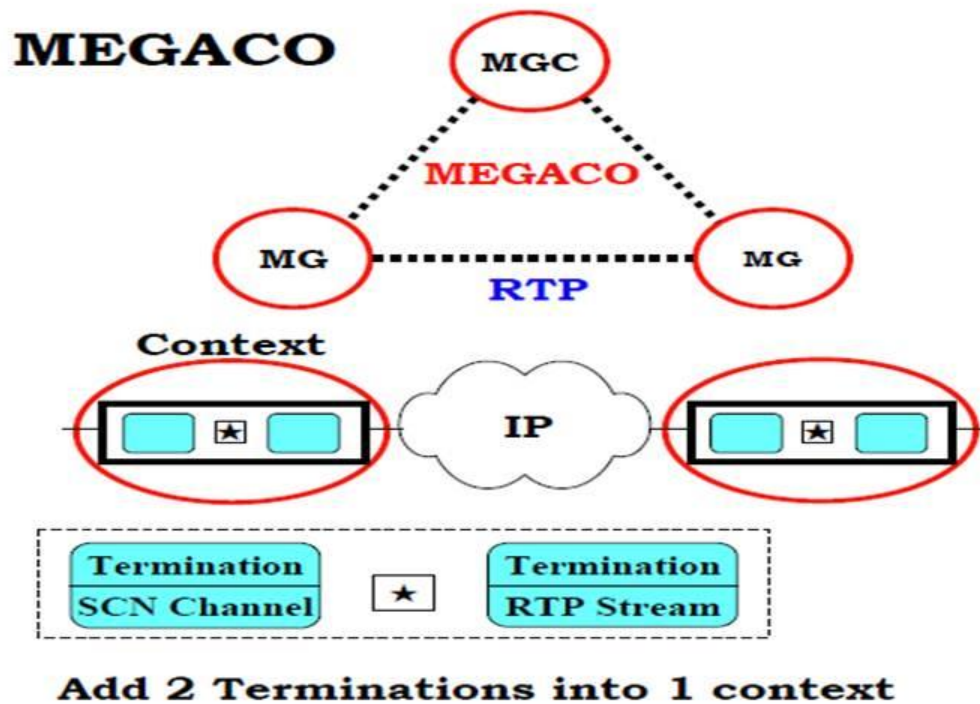 MEGACO
MGC
MEGACO
MG
MG
RTP
Context
IP
Termination
SCN Channel
Termination
RTP Stream
Add 2 Terminations into 1 context